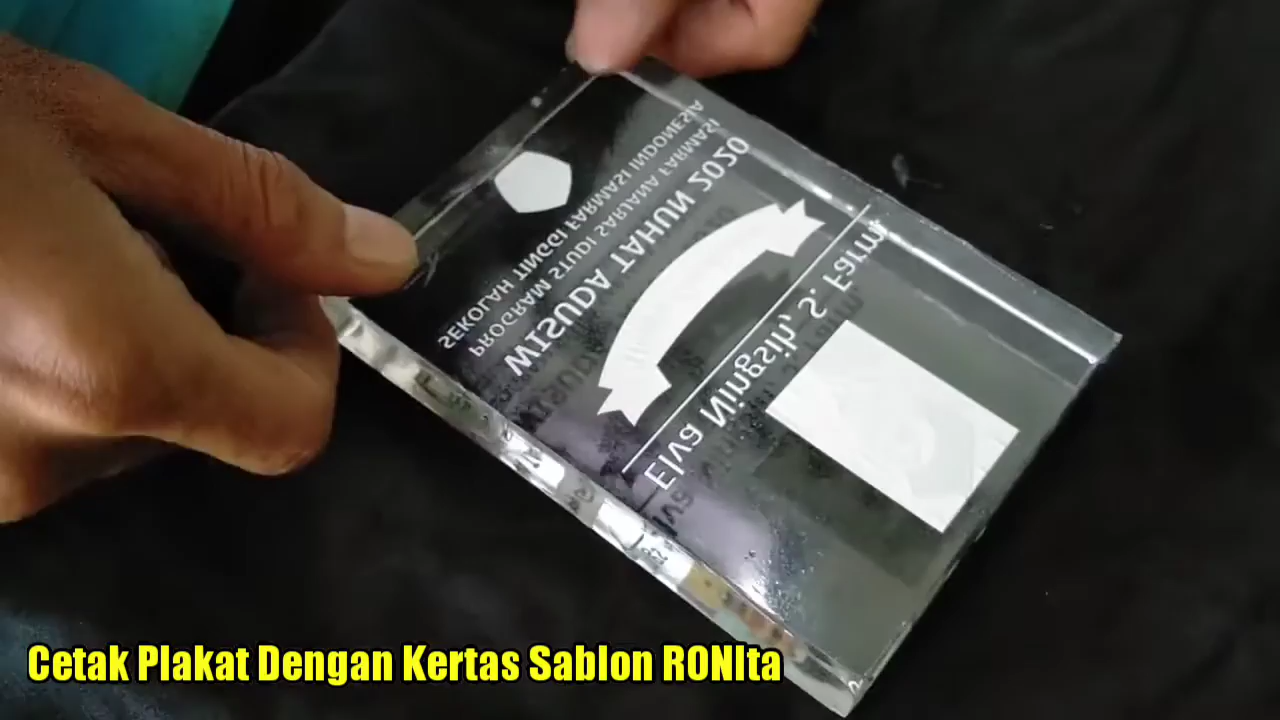 SEKOLAH TINGGI FARMASI INDONESIA
PROGRAM STUDI SARJANA FARMASI
WISUDA TAHUN 2020
Elva Ningsih, S. Farm.
Cetak Plakat Dengan Kertas Sablon RONIta